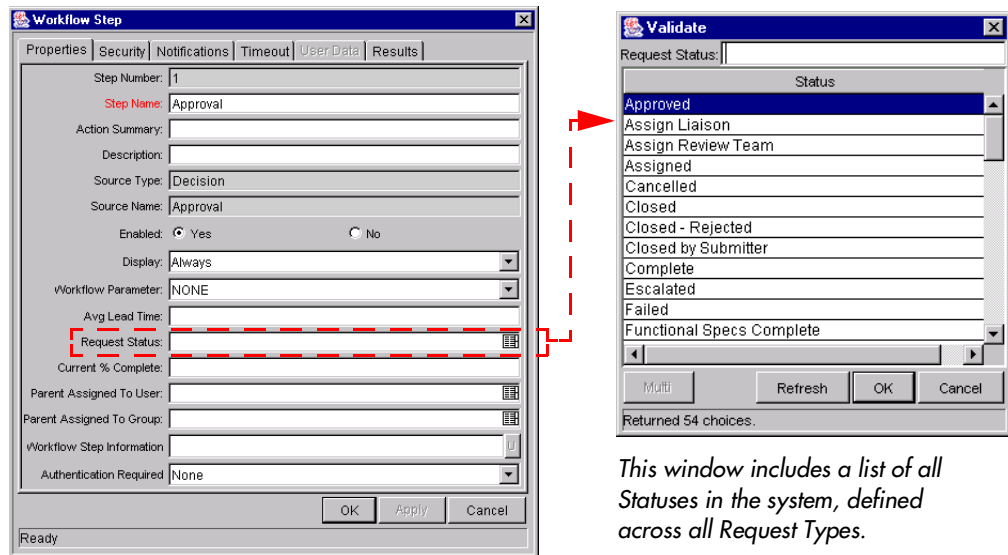 Workflow Step
Properties Security Notifications Timeout User Data Results
Step Number: 1
Step Name: Approval
Action Summary:
Description:
Source Type: Decision
Source Name: Approval
Enabled: Yes No
Display: Always
Workflow Parameter: NONE
Avg Lead Time:
Request Status:
Current % Complete:
Parent Assigned To User:
Parent Assigned To Group:
Workflow Step Information U
Authentication Required None
OK Apply Cancel
Ready
Validate
Request Status:
Status
Approved
Assign Liaison
Assign Review Team
Assigned
Cancelled
Closed
Closed - Rejected
Closed by Submitter
Complete
Escalated
Failed
Functional Specs Complete
Multi Refresh OK Cancel
Returned 54 choices.
This window includes a list of all
Statuses in the system, defined
across all Request Types.